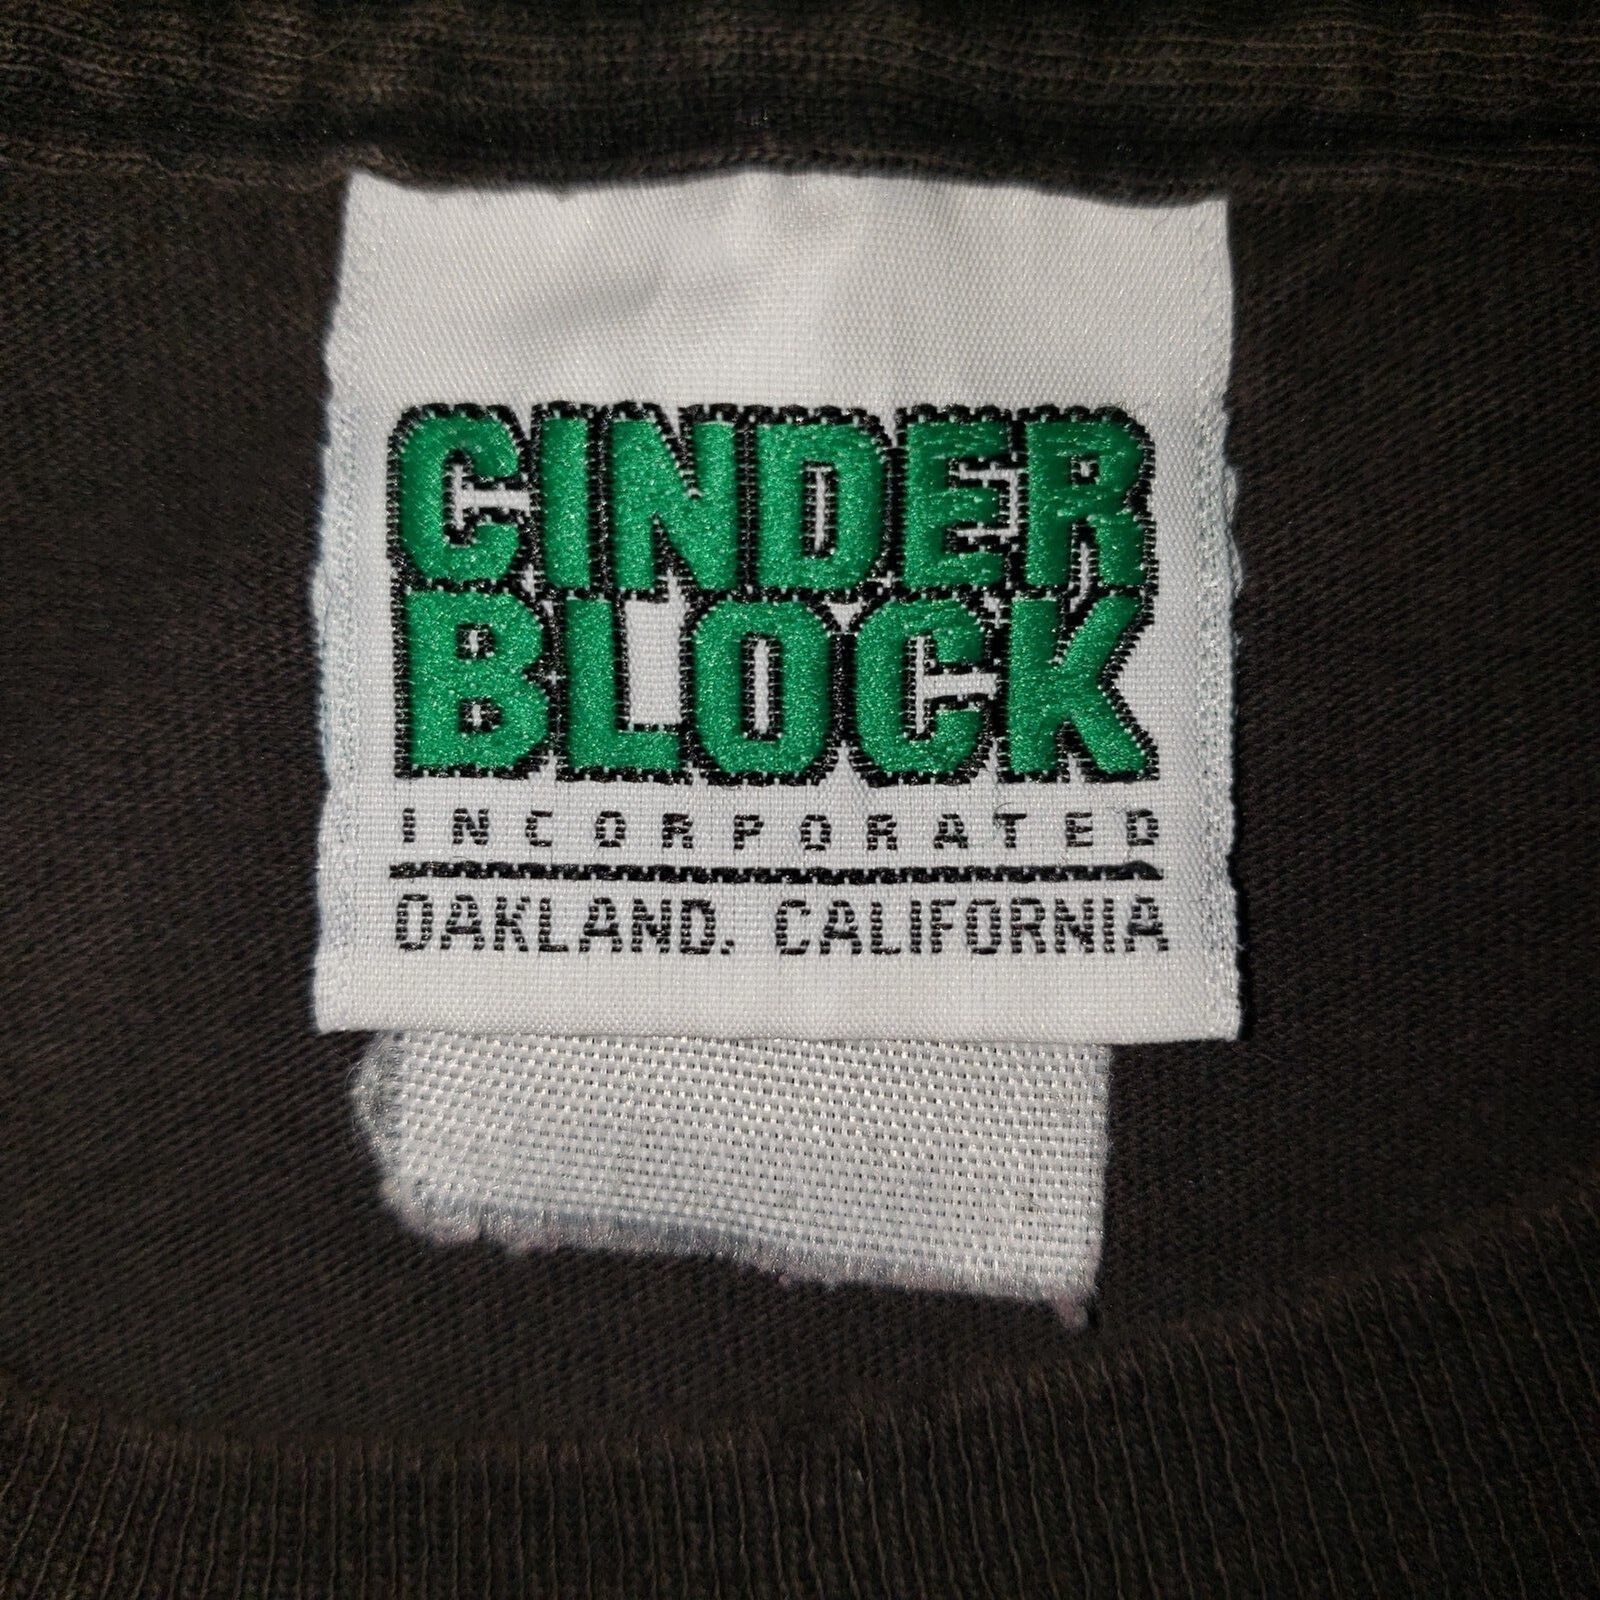 CINDER
BLOCK
INCORPORATED
OAKLAND, CALIFORNIA